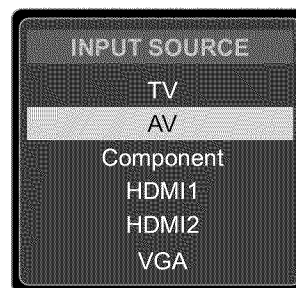 INPUT SOURCE
TV
AV
Component
HDMI1
HDMI2
VGA